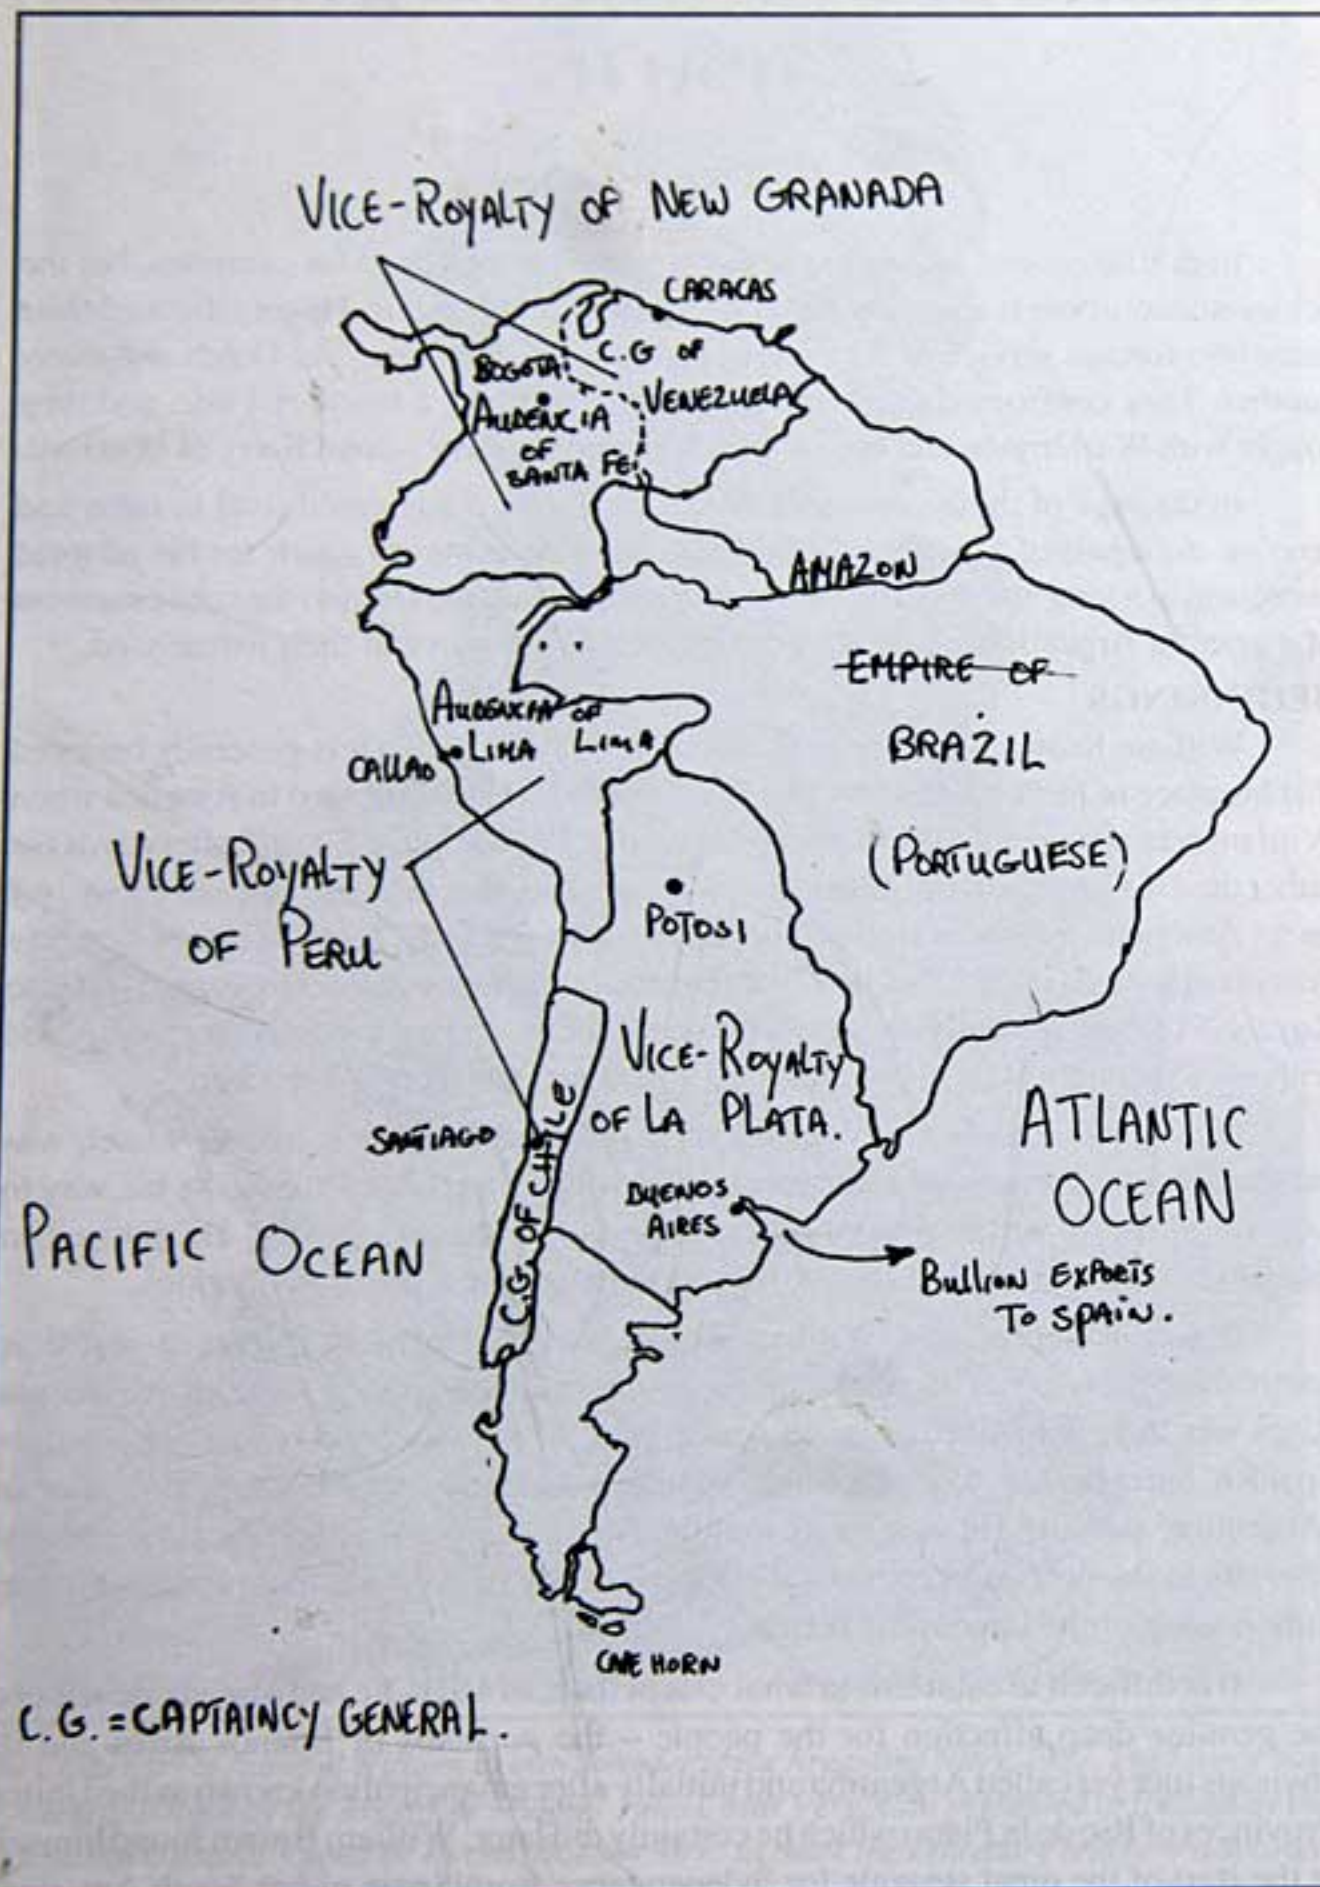 VICE-ROYALTY OF NEW GRANADA
CARACAS
C.G OF
VENEZUELA
BOGOTA
AUDENCIA
OF
SANTA FE
AMAZON
EMPIRE OF
BRAZIL
(PORTUGUESE)
AUDENCIA OF
LIMA
LIMA
CALLAO
VICE-ROYALTY
OF PERU
POTOSI
VICE-ROYALTY
OF LA PLATA.
C.G. OF CHILE
SANTIAGO
BUENOS
AIRES
ATLANTIC
OCEAN
PACIFIC OCEAN
BULLION EXPORTS
TO SPAIN.
CAPE HORN
C.G. = CAPTAINCY GENERAL.